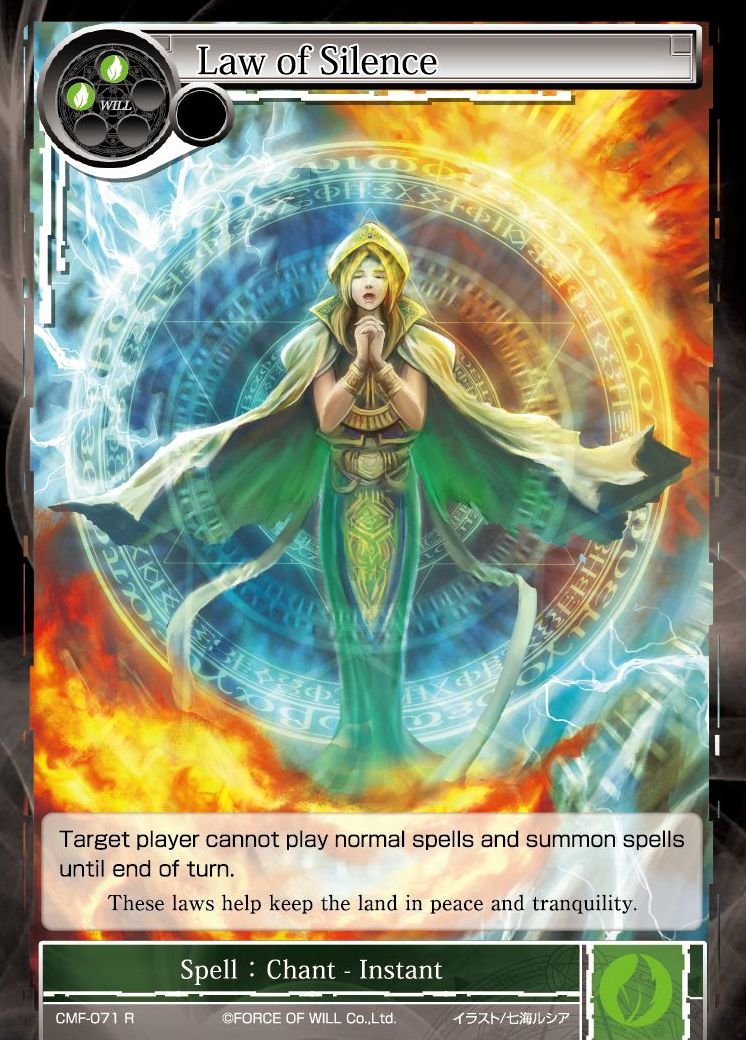 Law of Silence
WILL
Target player cannot play normal spells and summon spells
until end of turn.
These laws help keep the land in peace and tranquility.
Spell : Chant - Instant
CMF-071 R ©FORCE OF WILL Co.,Ltd. イラスト/七海ルシア